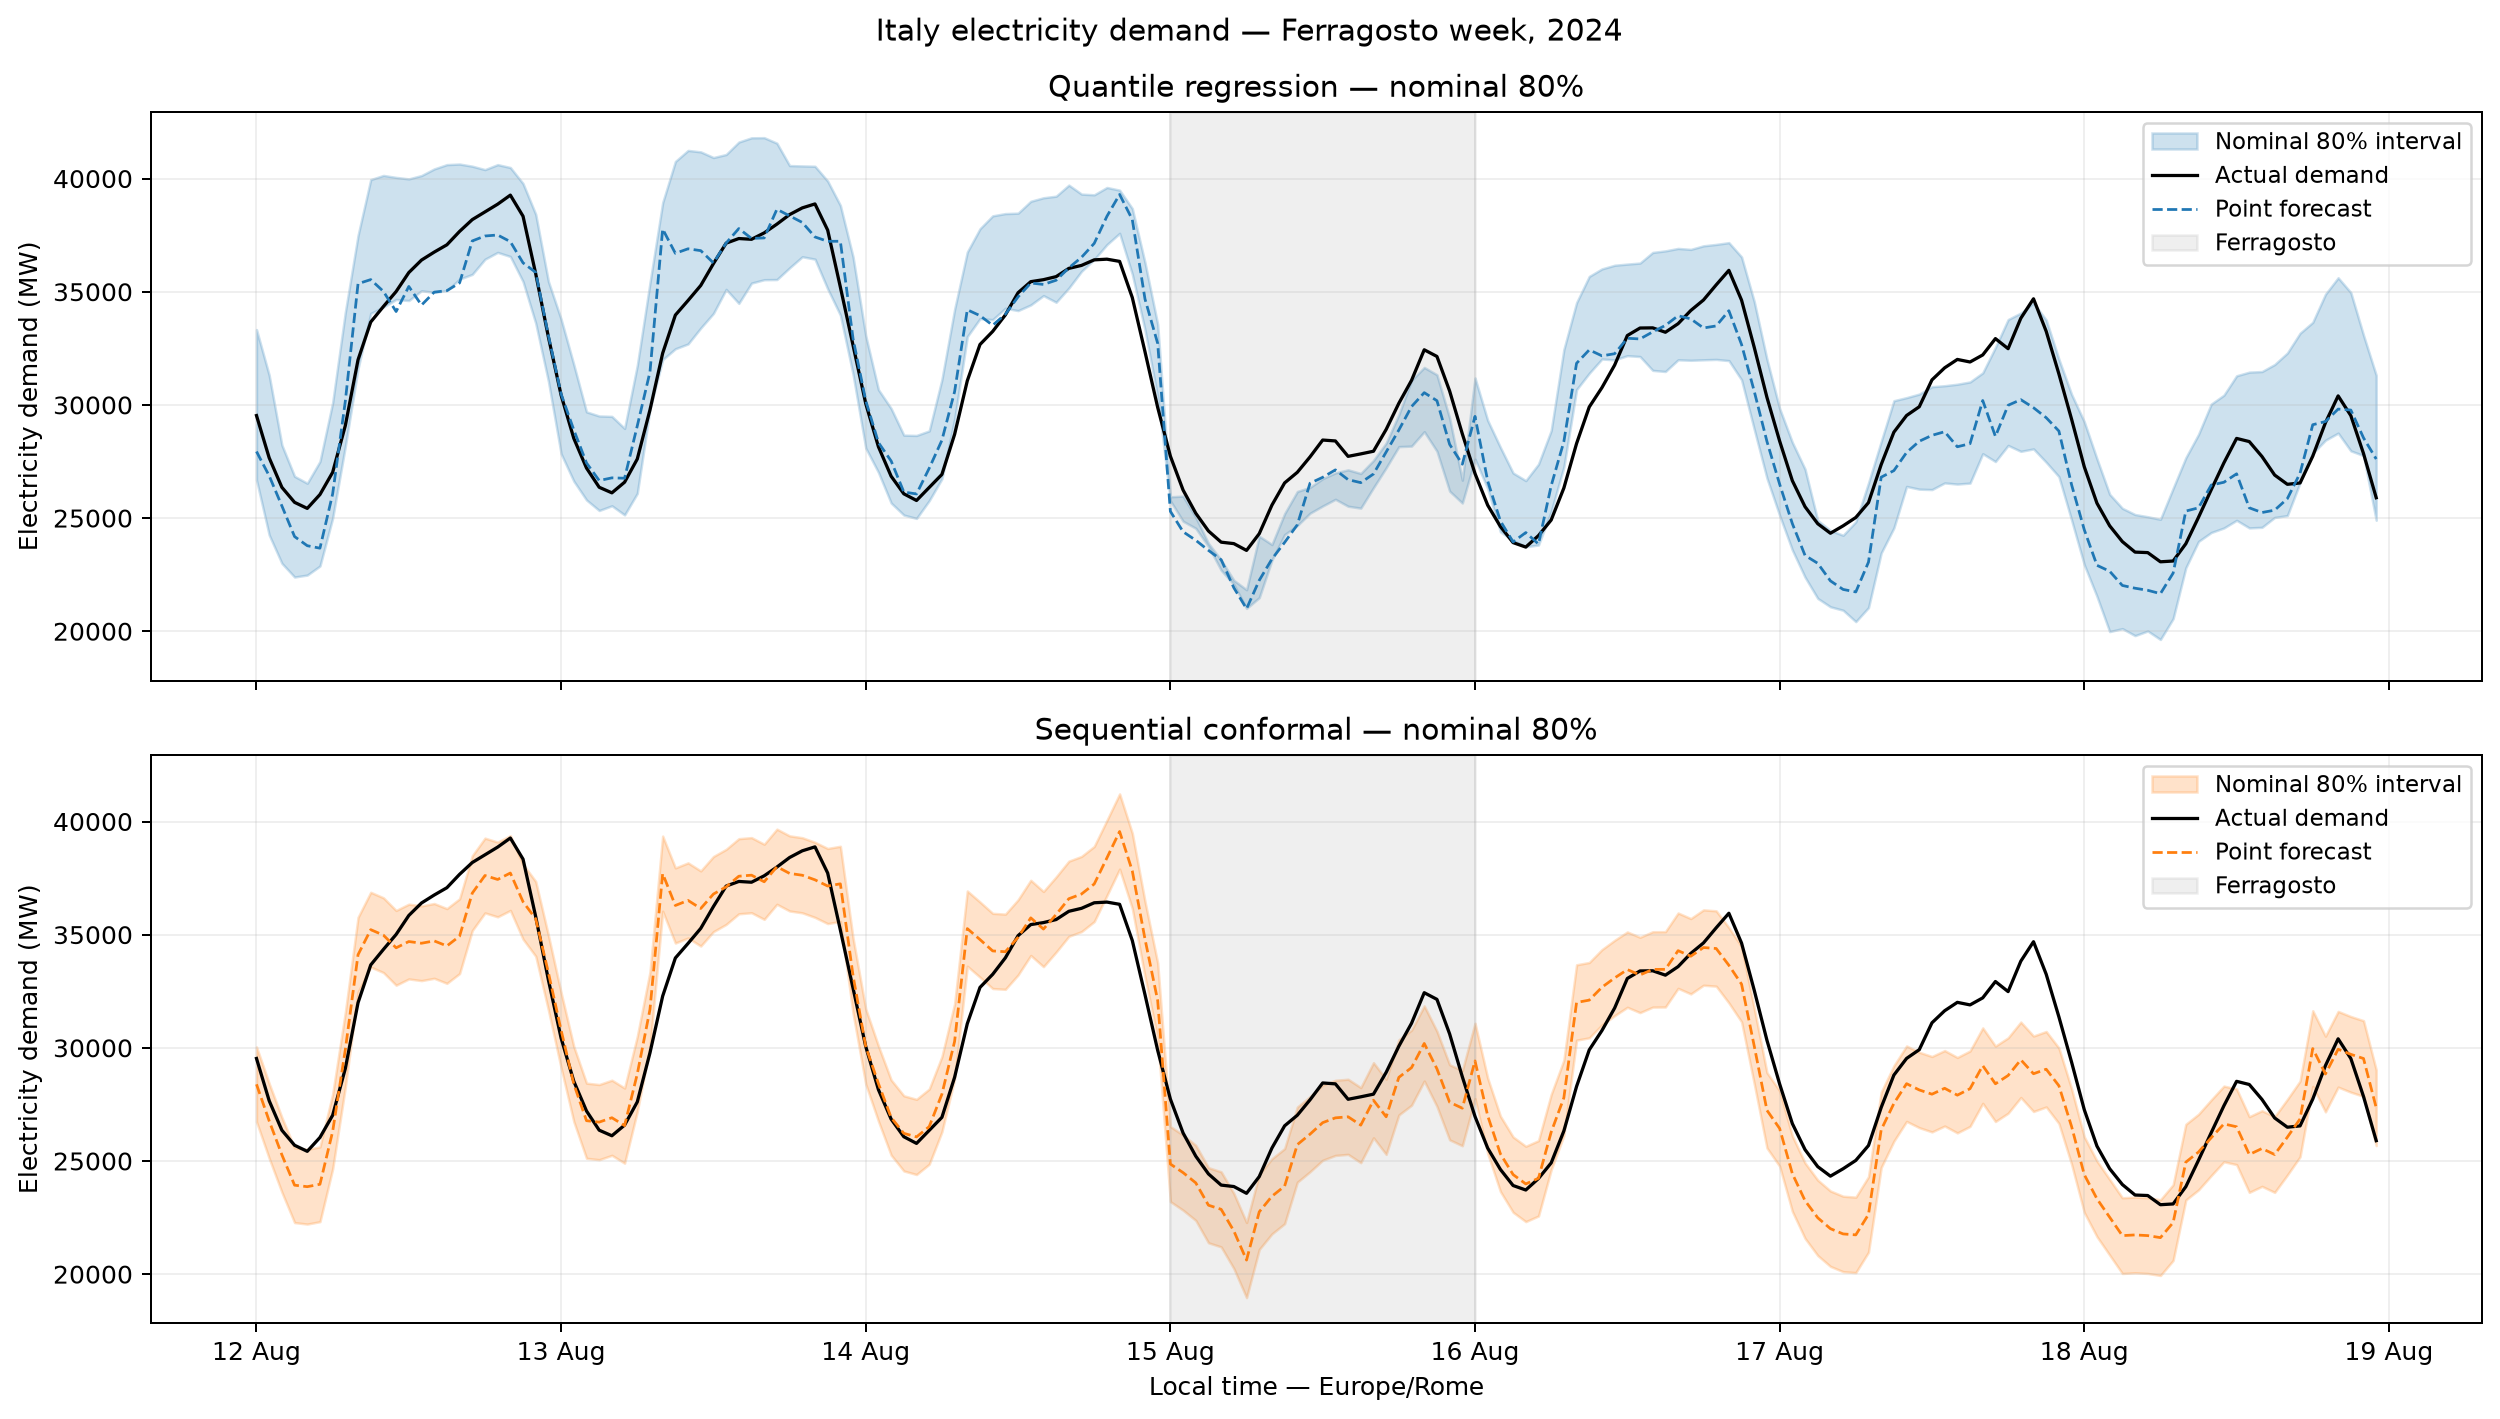 Italy electricity demand — Ferragosto week, 2024
Quantile regression — nominal 80%
Electricity demand (MW)
40000
35000
30000
25000
20000
Nominal 80% interval
Actual demand
Point forecast
Ferragosto
Sequential conformal — nominal 80%
Electricity demand (MW)
40000
35000
30000
25000
20000
Nominal 80% interval
Actual demand
Point forecast
Ferragosto
12 Aug 13 Aug 14 Aug 15 Aug 16 Aug 17 Aug 18 Aug 19 Aug
Local time — Europe/Rome